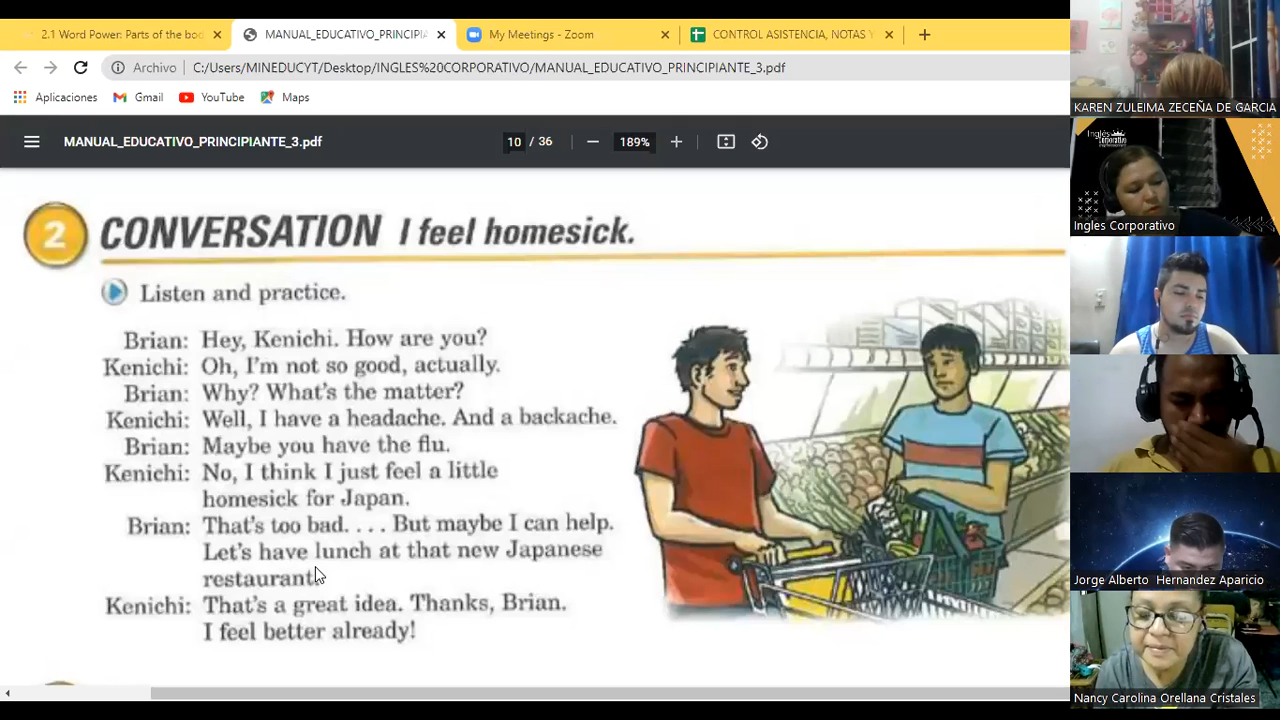 2.1 Word Power: Parts of the bo
MANUAL_EDUCATIVO_PRINCIPIA
My Meetings - Zoom
CONTROL ASISTENCIA, NOTAS Y
Archivo
C:/Users/MINEDUCYT/Desktop/INGLES%20CORPORATIVO/MANUAL_EDUCATIVO_PRINCIPIANTE_3.pdf
Aplicaciones
Gmail
YouTube
Maps
MANUAL_EDUCATIVO_PRINCIPIANTE_3.pdf
10 / 36
189%
2 CONVERSATION I feel homesick.
Listen and practice.
Brian: Hey, Kenichi. How are you?
Kenichi: Oh, I'm not so good, actually.
Brian: Why? What's the matter?
Kenichi: Well, I have a headache. And a backache.
Brian: Maybe you have the flu.
Kenichi: No, I think I just feel a little
homesick for Japan.
Brian: That's too bad. . . . But maybe I can help.
Let's have lunch at that new Japanese
restaurant.
Kenichi: That's a great idea. Thanks, Brian.
I feel better already!
KAREN ZULEIMA ZECEÑA DE GARCIA
Inglés
Corporativo
Ingles Corporativo
Jorge Alberto Hernandez Aparicio
Nancy Carolina Orellana Cristales